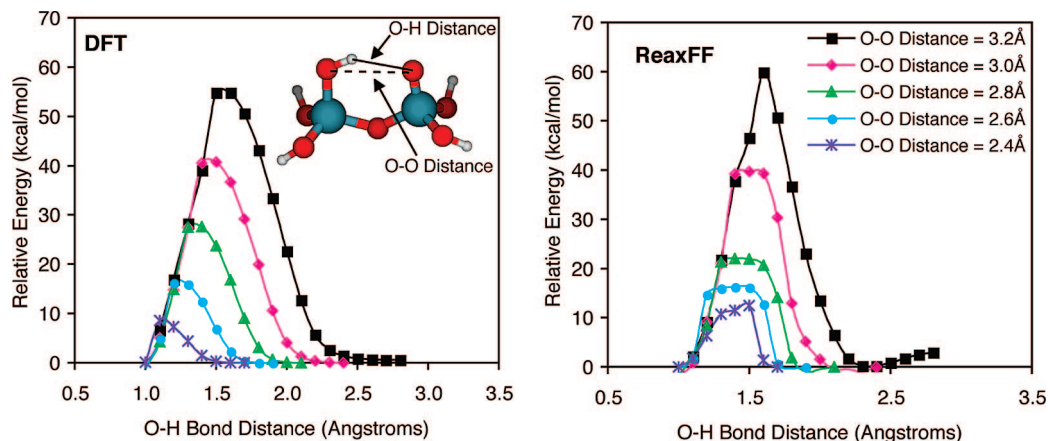 DFT
O-H Distance
O-O Distance
Relative Energy (kcal/mol)
70
60
50
40
30
20
10
0
0.5
1.0
1.5
2.0
2.5
3.0
3.5
O-H Bond Distance (Angstroms)
ReaxFF
O-O Distance = 3.2Å
O-O Distance = 3.0Å
O-O Distance = 2.8Å
O-O Distance = 2.6Å
O-O Distance = 2.4Å
Relative Energy (kcal/mol)
70
60
50
40
30
20
10
0
0.5
1.5
2.5
3.5
O-H Bond Distance (Angstroms)